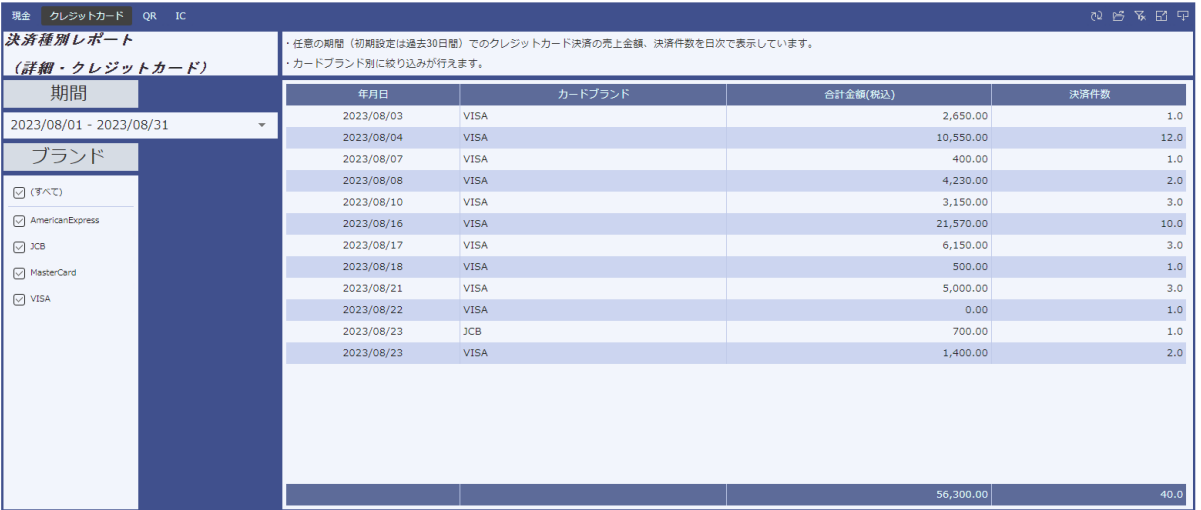 現金 クレジットカード QR IC
決済種別レポート
（詳細・クレジットカード）
・任意の期間（初期設定は過去30日間）でのクレジットカード決済の売上金額、決済件数を日次で表示しています。
・カードブランド別に絞り込みが行えます。
期間
2023/08/01 - 2023/08/31
ブランド
(すべて)
AmericanExpress
JCB
MasterCard
VISA
年月日 カードブランド 合計金額(税込) 決済件数
2023/08/03 VISA 2,650.00 1.0
2023/08/04 VISA 10,550.00 12.0
2023/08/07 VISA 400.00 1.0
2023/08/08 VISA 4,230.00 2.0
2023/08/10 VISA 3,150.00 3.0
2023/08/16 VISA 21,570.00 10.0
2023/08/17 VISA 6,150.00 3.0
2023/08/18 VISA 500.00 1.0
2023/08/21 VISA 5,000.00 3.0
2023/08/22 VISA 0.00 1.0
2023/08/23 JCB 700.00 1.0
2023/08/23 VISA 1,400.00 2.0
56,300.00 40.0